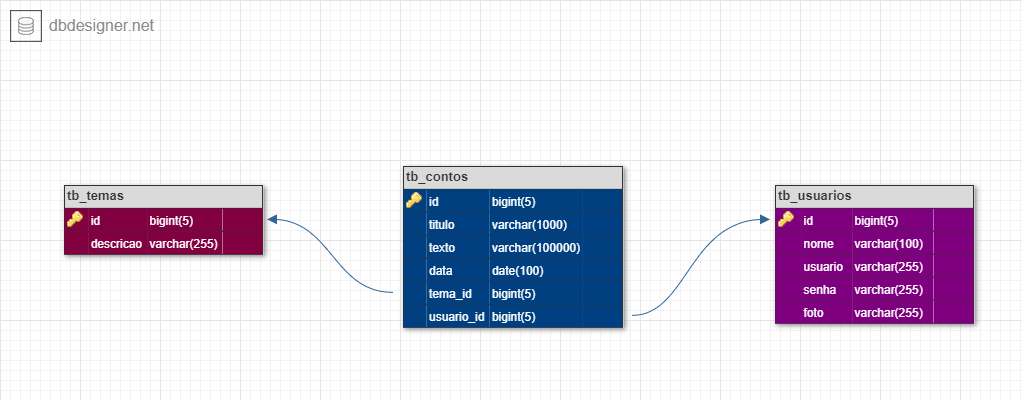 dbdesigner.net
tb_temas
id bigint(5)
descricao varchar(255)
tb_contos
id bigint(5)
titulo varchar(1000)
texto varchar(100000)
data date(100)
tema_id bigint(5)
usuario_id bigint(5)
tb_usuarios
id bigint(5)
nome varchar(100)
usuario varchar(255)
senha varchar(255)
foto varchar(255)